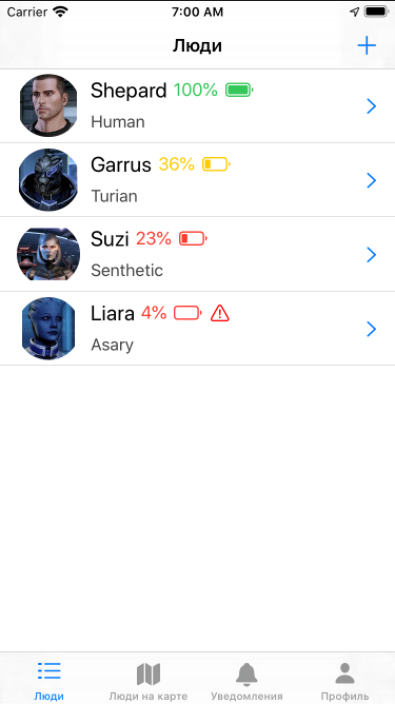 Carrier 7:00 AM
Люди
Shepard 100%
Human
Garrus 36%
Turian
Suzi 23%
Senthetic
Liara 4%
Asary
Люди Люди на карте Уведомления Профиль